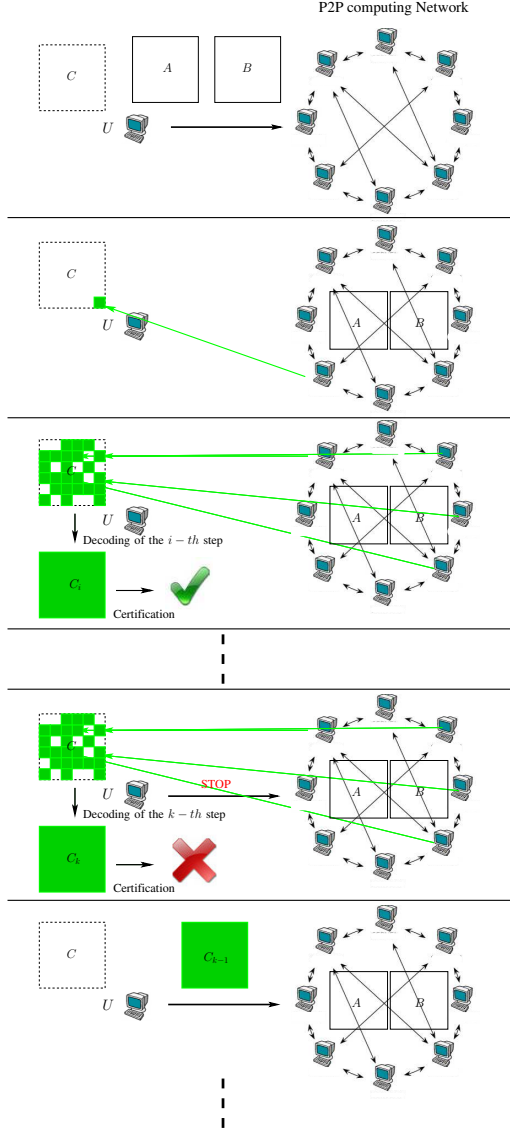 P2P computing Network
C
A
B
U
C
A
B
U
C
A
B
U
Decoding of the i − th step
C_i
Certification
C
A
B
STOP
U
Decoding of the k − th step
C_k
Certification
C
C_{k−1}
A
B
U